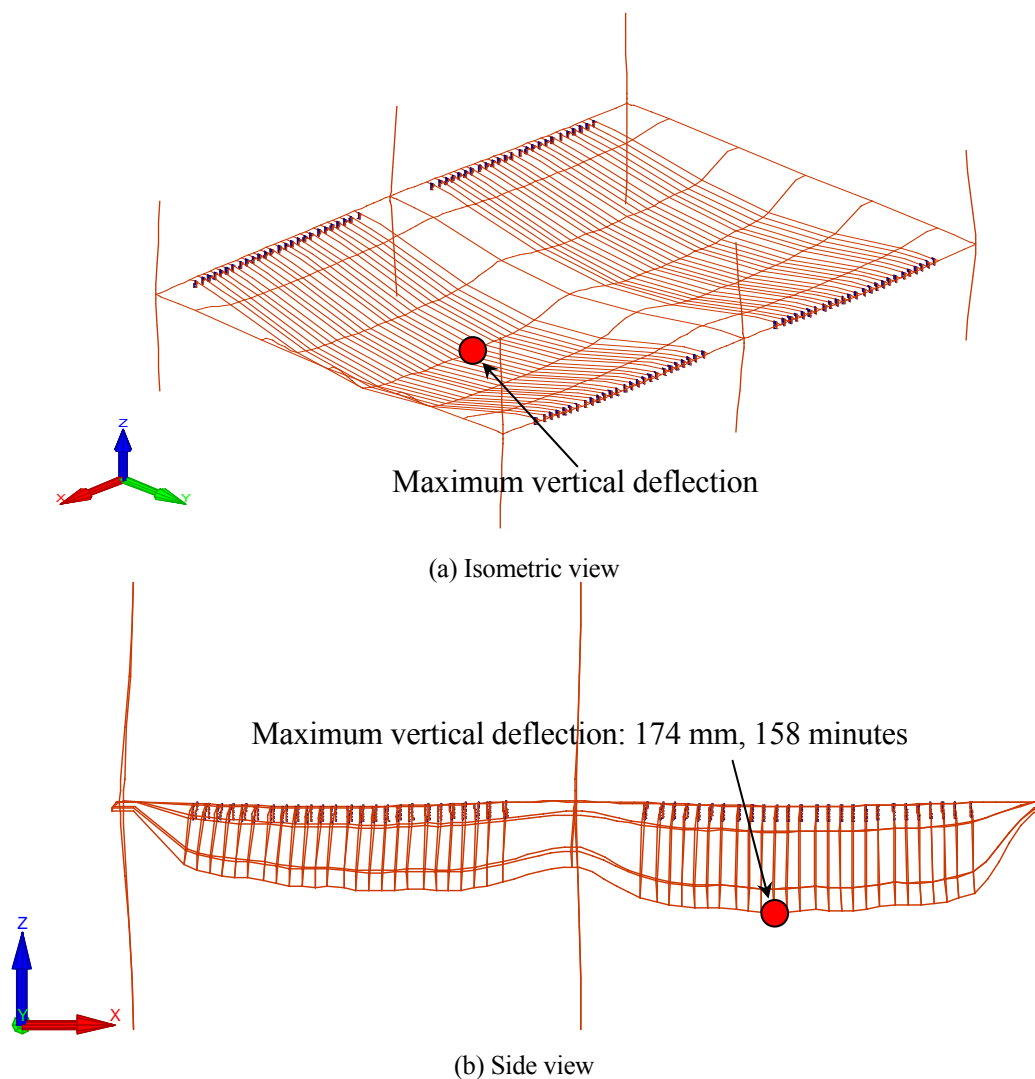 Z
X
Y
Maximum vertical deflection
(a) Isometric view
Maximum vertical deflection: 174 mm, 158 minutes
Z
Y
X
(b) Side view